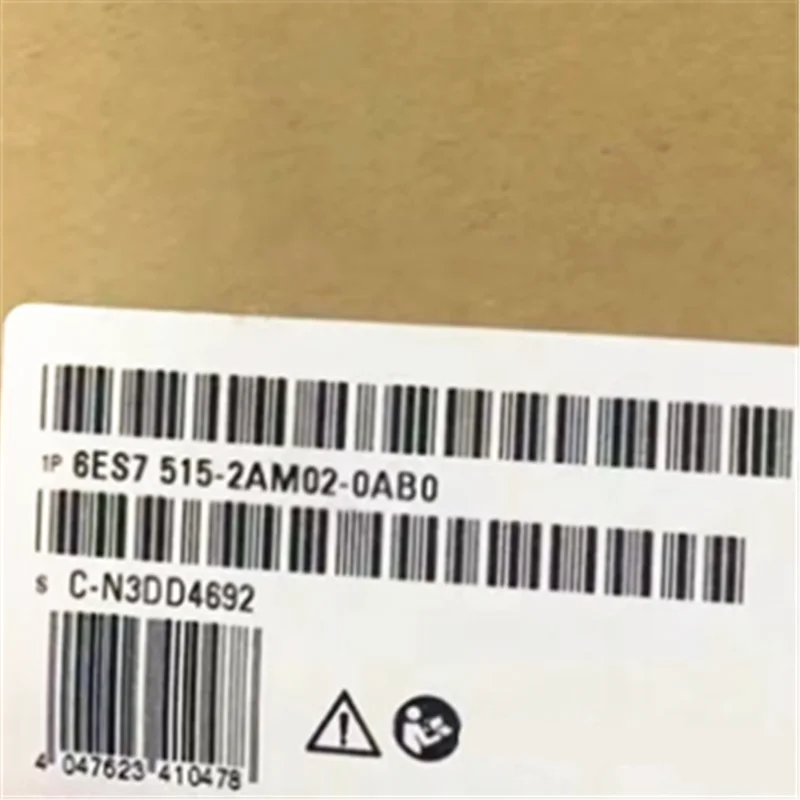 1P 6ES7 515-2AM02-0AB0
S C-N3DD4692
4 047623 410478